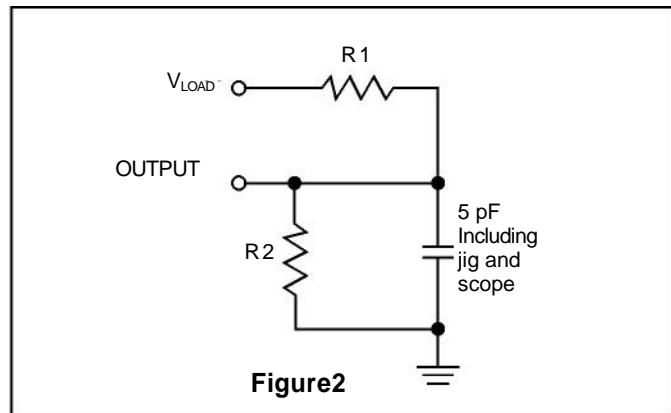 R1
VLOAD
OUTPUT
R2
5 pF
Including
jig and
scope
Figure2